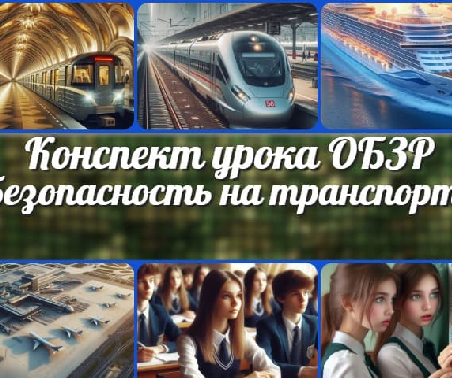 Конспект урока ОБЗР
Безопасность на транспорт